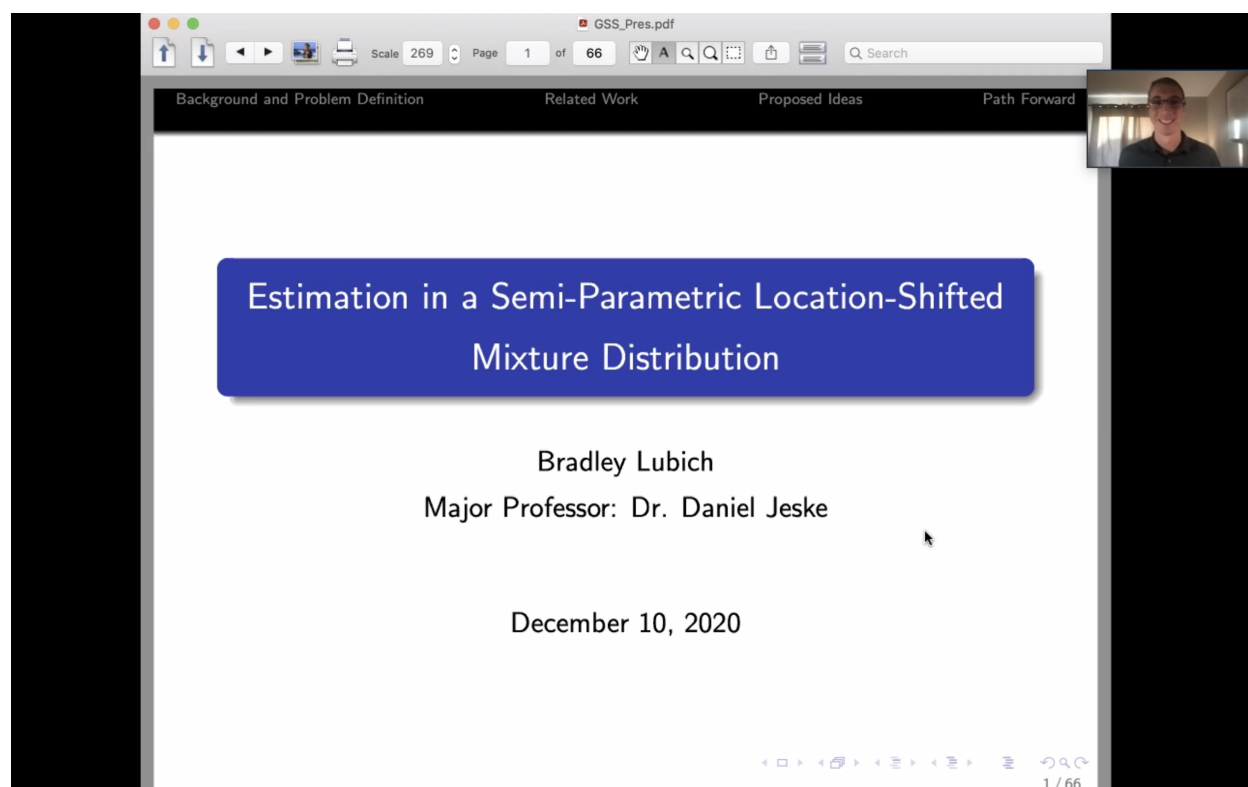 GSS_Pres.pdf
Scale 269 Page 1 of 66 A Search
Background and Problem Definition Related Work Proposed Ideas Path Forward
Estimation in a Semi-Parametric Location-Shifted
Mixture Distribution
Bradley Lubich
Major Professor: Dr. Daniel Jeske
December 10, 2020
1 / 66